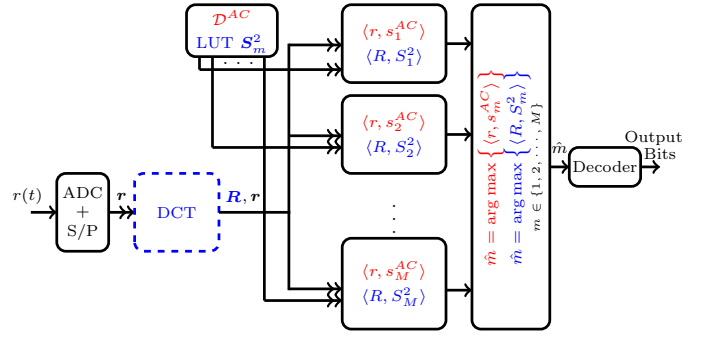 𝒟^{AC}
LUT S_m^2
. . .
⟨r, s_1^{AC}⟩
⟨R, S_1^2⟩
⟨r, s_2^{AC}⟩
⟨R, S_2^2⟩
r(t)
ADC
+
S/P
r
DCT
R, r
⋮
⟨r, s_M^{AC}⟩
⟨R, S_M^2⟩
m̂ = arg max {⟨r, s_m^{AC}⟩}
m̂ = arg max {⟨R, S_m^2⟩}
m ∈ {1, 2, · · · , M}
m̂
Decoder
Output
Bits